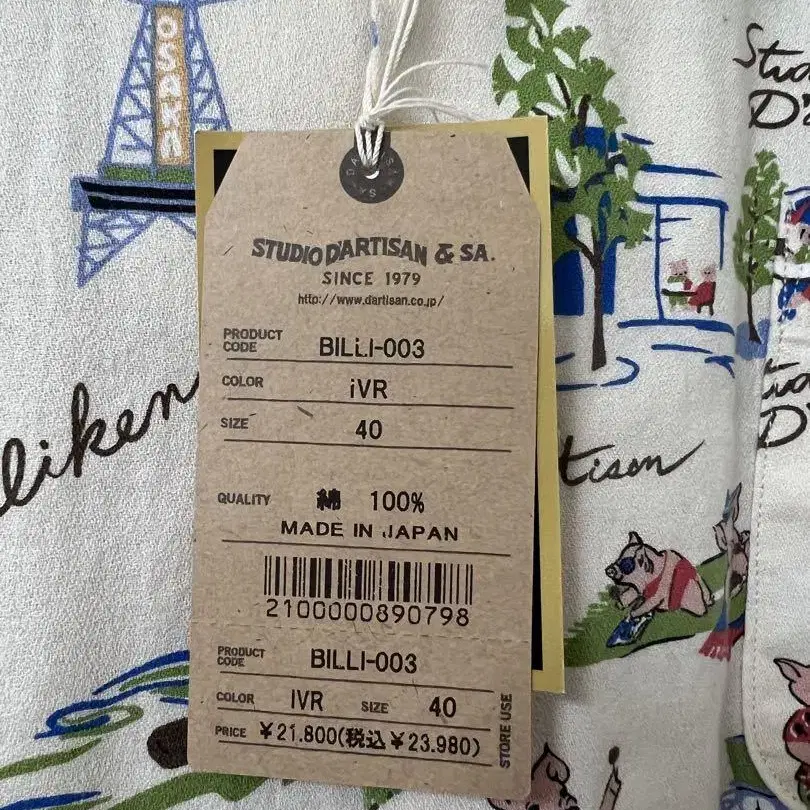 OSAKA
STUDIO D'ARTISAN & SA.
SINCE 1979
http://www.dartisan.co.jp/
PRODUCT CODE BILLI-003
COLOR iVR
SIZE 40
QUALITY 綿 100%
MADE IN JAPAN
2100000890798
PRODUCT CODE BILLI-003
COLOR IVR SIZE 40
PRICE ¥21.800(税込¥23.980)
STORE USE